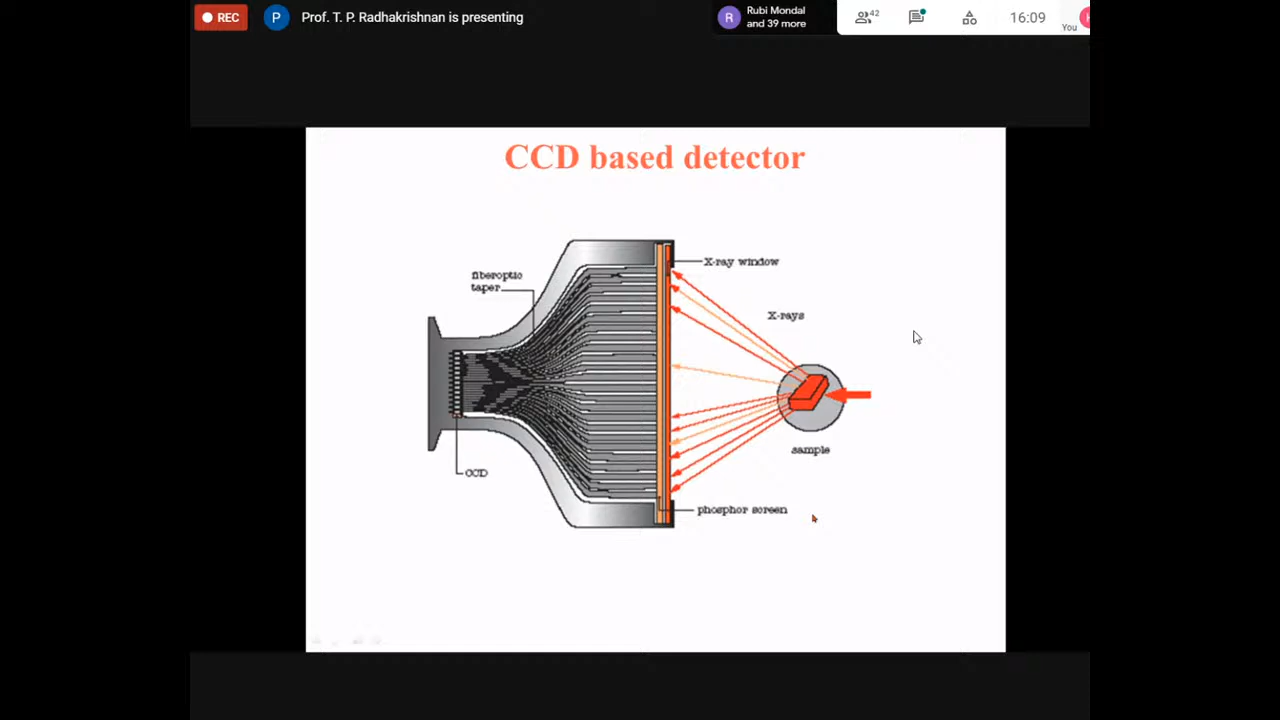 REC
P
Prof. T. P. Radhakrishnan is presenting
R
Rubi Mondal
and 39 more
42
16:09
You
CCD based detector
X-ray window
fiberoptic
taper
X-rays
sample
CCD
phosphor screen